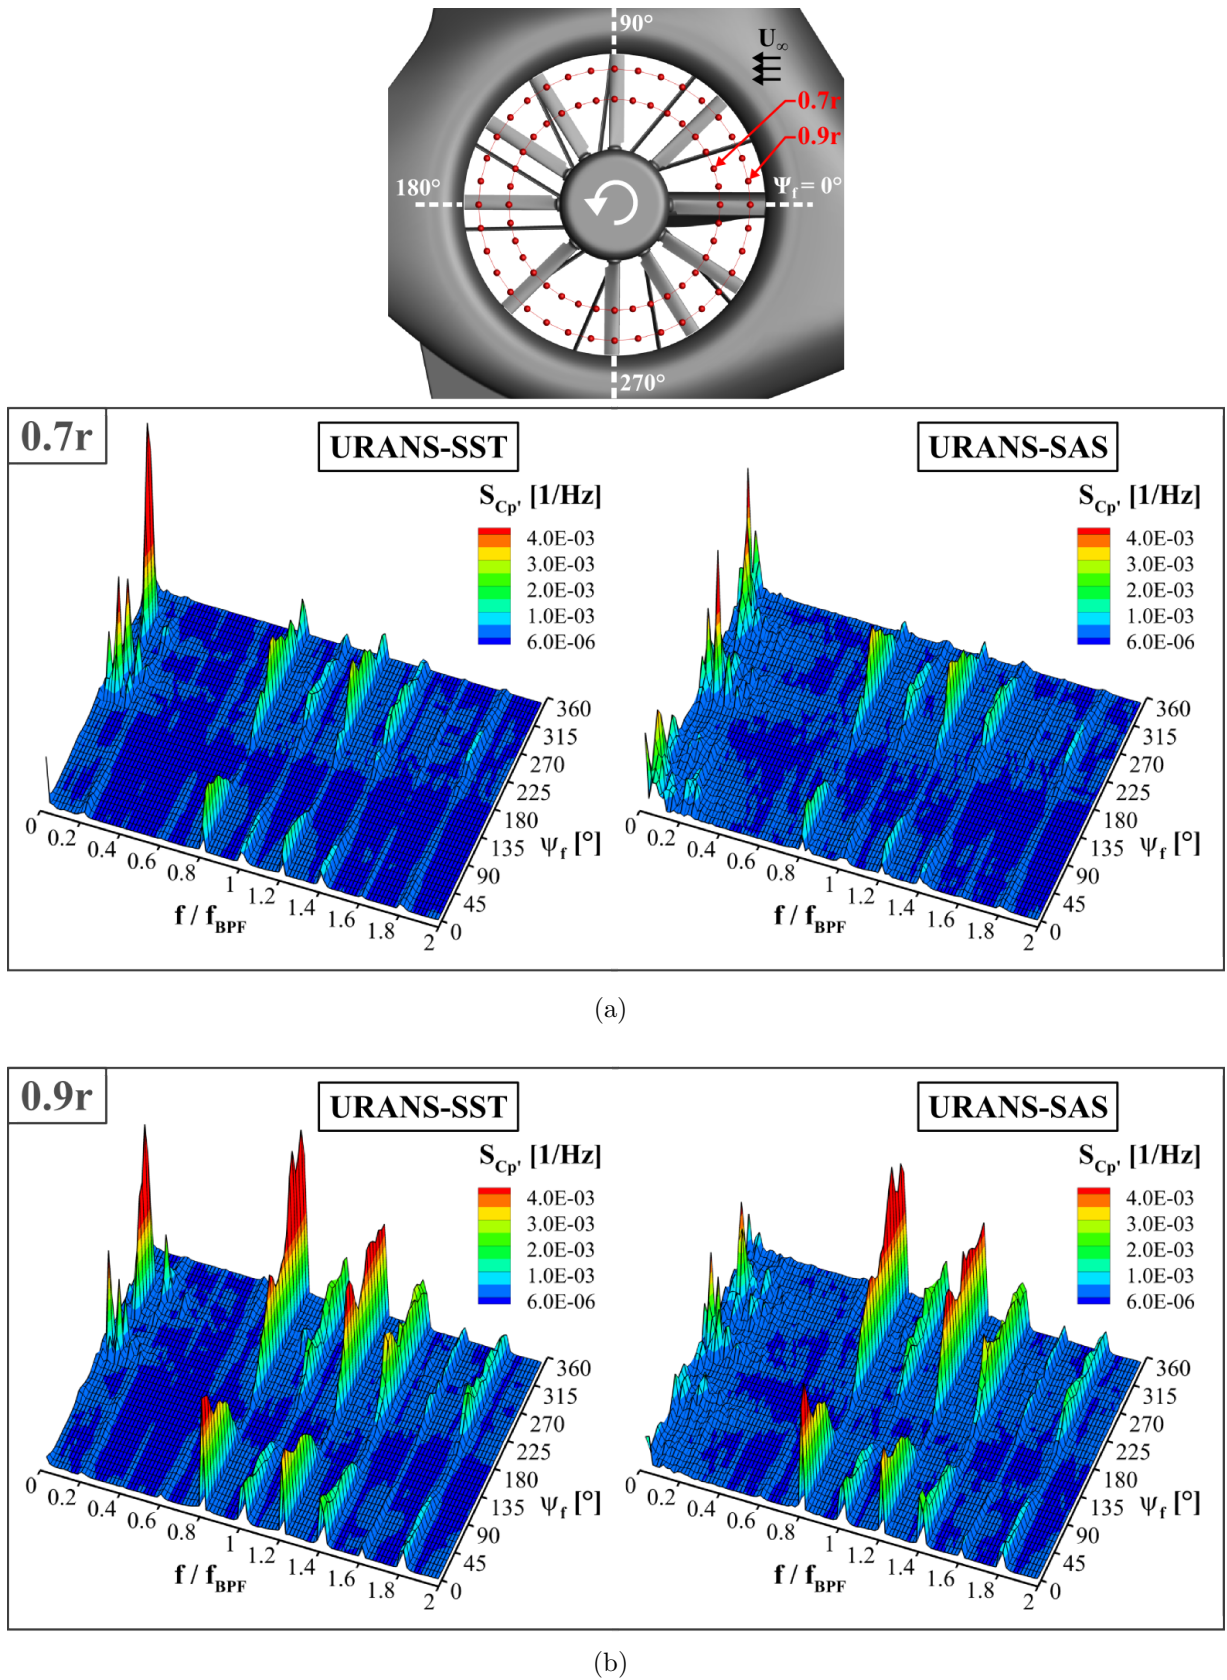 90°
U∞
0.7r
0.9r
180°
Ψf = 0°
270°
0.7r
URANS-SST
URANS-SAS
SCp' [1/Hz]
4.0E-03
3.0E-03
2.0E-03
1.0E-03
6.0E-06
SCp' [1/Hz]
4.0E-03
3.0E-03
2.0E-03
1.0E-03
6.0E-06
0 0.2 0.4 0.6 0.8 1 1.2 1.4 1.6 1.8 2
f / fBPF
0 45 90 135 180 225 270 315 360
ψf [°]
0 0.2 0.4 0.6 0.8 1 1.2 1.4 1.6 1.8 2
f / fBPF
0 45 90 135 180 225 270 315 360
ψf [°]
(a)
0.9r
URANS-SST
URANS-SAS
SCp' [1/Hz]
4.0E-03
3.0E-03
2.0E-03
1.0E-03
6.0E-06
SCp' [1/Hz]
4.0E-03
3.0E-03
2.0E-03
1.0E-03
6.0E-06
0 0.2 0.4 0.6 0.8 1 1.2 1.4 1.6 1.8 2
f / fBPF
0 45 90 135 180 225 270 315 360
ψf [°]
0 0.2 0.4 0.6 0.8 1 1.2 1.4 1.6 1.8 2
f / fBPF
0 45 90 135 180 225 270 315 360
ψf [°]
(b)